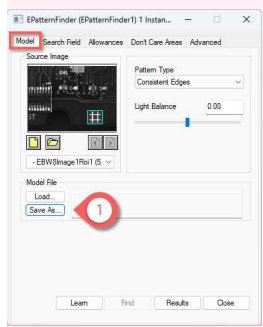 EPatternFinder (EPatternFinder1) 1 Instan...
Model Search Field Allowances Don't Care Areas Advanced
Source Image
Pattern Type
Consistent Edges
Light Balance 0.00
ST
- EBW8Image1Roi1 (5.
Model File
Load...
Save As...
1
Learn Find Results Close